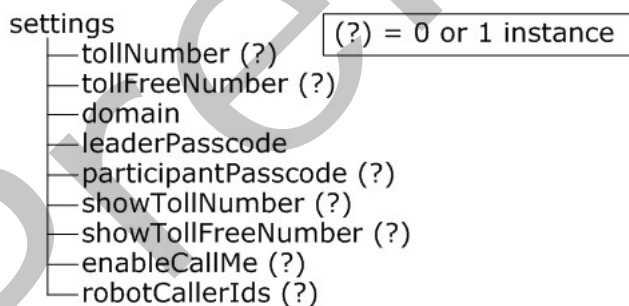 settings
(?) = 0 or 1 instance
tollNumber (?)
tollFreeNumber (?)
domain
leaderPasscode
participantPasscode (?)
showTollNumber (?)
showTollFreeNumber (?)
enableCallMe (?)
robotCallerIds (?)